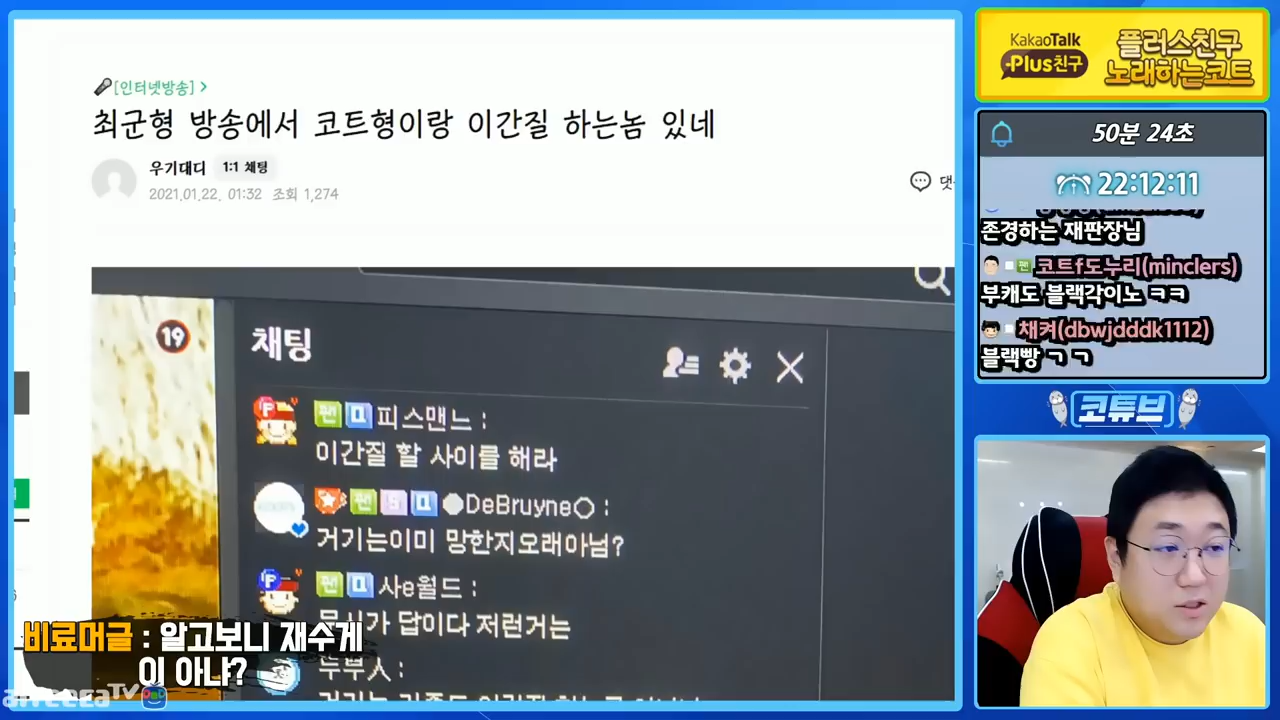 [인터넷방송] >
최군형 방송에서 코트형이랑 이간질 하는놈 있네
우기대디 1:1 채팅
2021.01.22. 01:32 조회 1,274
19
채팅
팬 피스맨느 :
이간질 할 사이를 해라
팬 DeBruyne :
거기는이미 망한지오래아넘?
팬 사e월드 :
무시가 답이다 저런거는
두부人 :
비료머글 : 알고보니 재수게
이 아냐?
afreecaTV
KakaoTalk
Plus친구
플러스친구
노래하는코트
50분 24초
22:12:11
존경하는 재판장님
팬 코트f도누리(minclers)
부캐도 블랙각이노 ㅋㅋ
채켜(dbwjdddk1112)
블랙빵 ㄱㄱ
코튜브